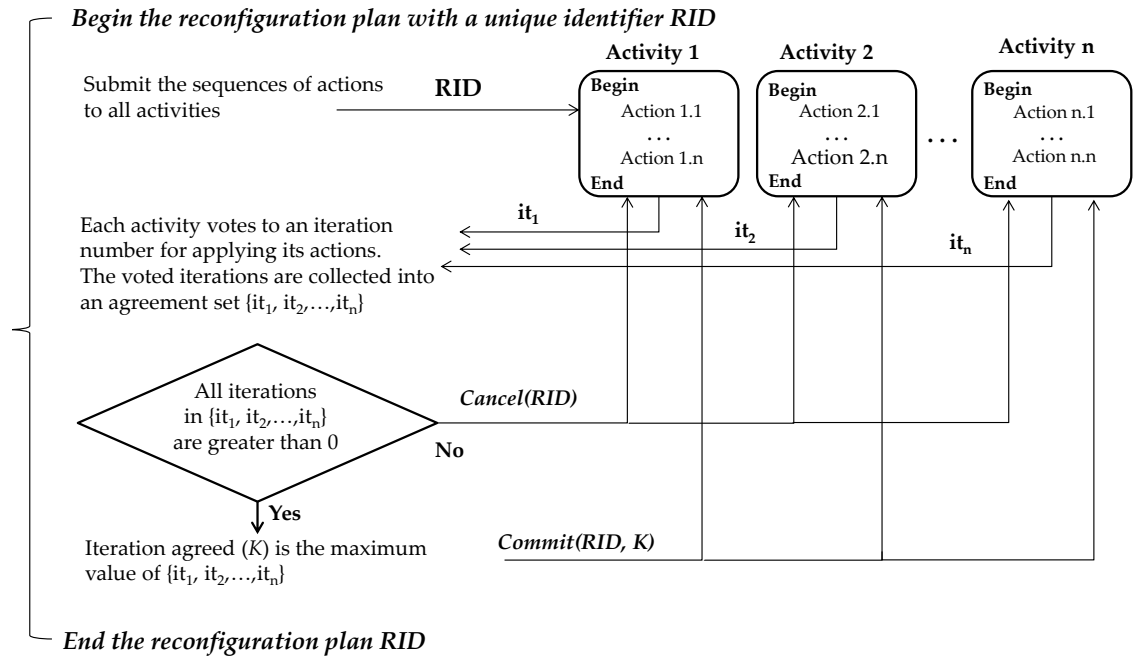 Begin the reconfiguration plan with a unique identifier RID
Activity 1
Activity 2
Activity n
Submit the sequences of actions
to all activities
RID
Begin
Action 1.1
...
Action 1.n
End
Begin
Action 2.1
...
Action 2.n
End
...
Begin
Action n.1
...
Action n.n
End
Each activity votes to an iteration
number for applying its actions.
The voted iterations are collected into
an agreement set {it₁, it₂,...,itₙ}
it₁
it₂
itₙ
All iterations
in {it₁, it₂,...,itₙ}
are greater than 0
Cancel(RID)
No
Yes
Iteration agreed (K) is the maximum
value of {it₁, it₂,...,itₙ}
Commit(RID, K)
End the reconfiguration plan RID